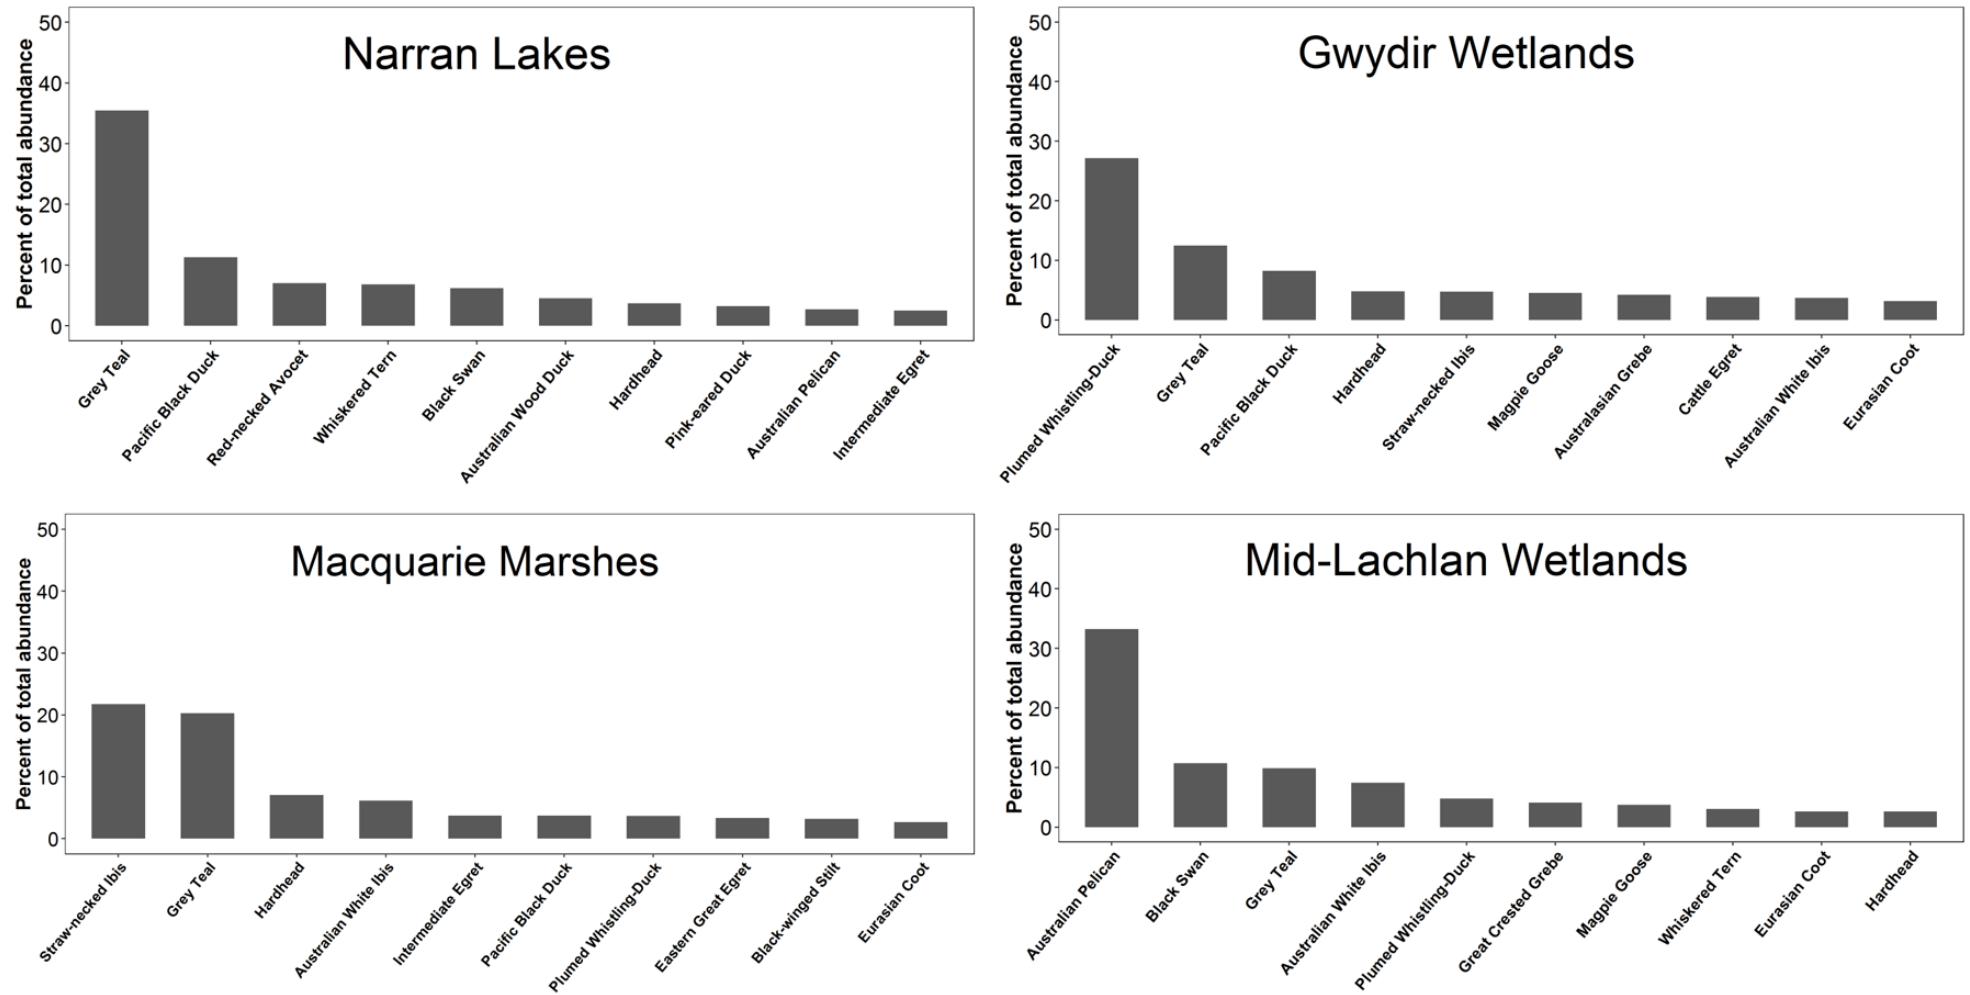 Narran Lakes
Percent of total abundance
50
40
30
20
10
0
Grey Teal
Pacific Black Duck
Red-necked Avocet
Whiskered Tern
Black Swan
Australian Wood Duck
Hardhead
Pink-eared Duck
Australian Pelican
Intermediate Egret
Gwydir Wetlands
Percent of total abundance
50
40
30
20
10
0
Plumed Whistling-Duck
Grey Teal
Pacific Black Duck
Hardhead
Straw-necked Ibis
Magpie Goose
Australasian Grebe
Cattle Egret
Australian White Ibis
Eurasian Coot
Macquarie Marshes
Percent of total abundance
50
40
30
20
10
0
Straw-necked Ibis
Grey Teal
Hardhead
Australian White Ibis
Intermediate Egret
Pacific Black Duck
Plumed Whistling-Duck
Eastern Great Egret
Black-winged Stilt
Eurasian Coot
Mid-Lachlan Wetlands
Percent of total abundance
50
40
30
20
10
0
Australian Pelican
Black Swan
Grey Teal
Australian White Ibis
Plumed Whistling-Duck
Great Crested Grebe
Magpie Goose
Whiskered Tern
Eurasian Coot
Hardhead